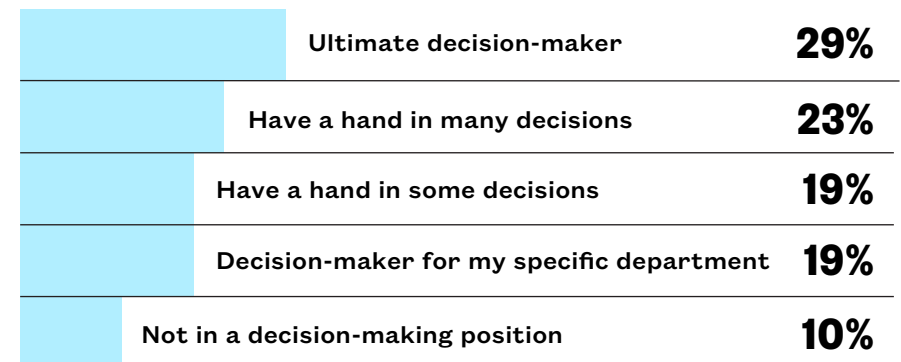 Ultimate decision-maker 29%
Have a hand in many decisions 23%
Have a hand in some decisions 19%
Decision-maker for my specific department 19%
Not in a decision-making position 10%